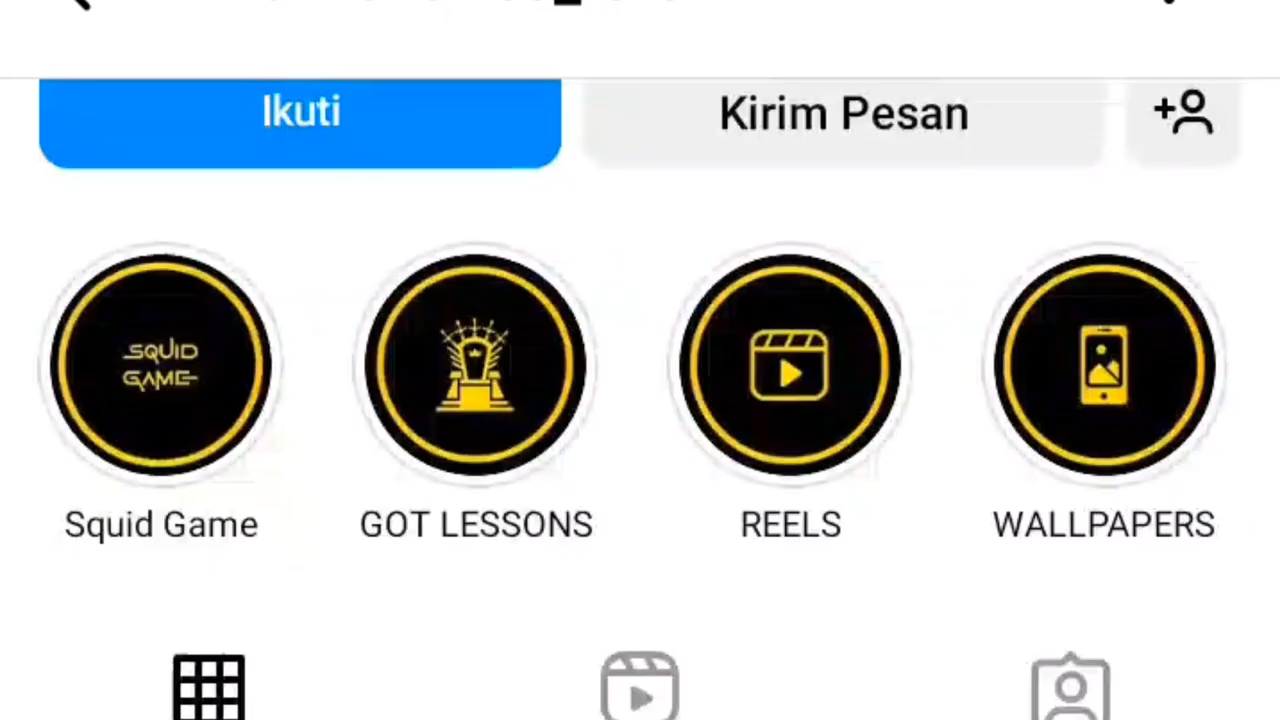 Ikuti
Kirim Pesan
SQUID
GAME
Squid Game
GOT LESSONS
REELS
WALLPAPERS